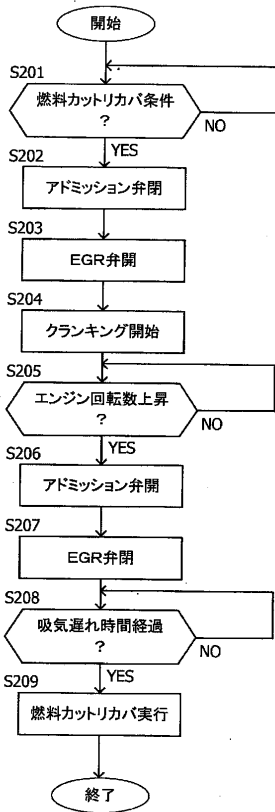 開始
S201
燃料カットリカバ条件
?
NO
YES
S202
アドミッション弁閉
S203
EGR弁開
S204
クランキング開始
S205
エンジン回転数上昇
?
NO
YES
S206
アドミッション弁開
S207
EGR弁閉
S208
吸気遅れ時間経過
?
NO
YES
S209
燃料カットリカバ実行
終了